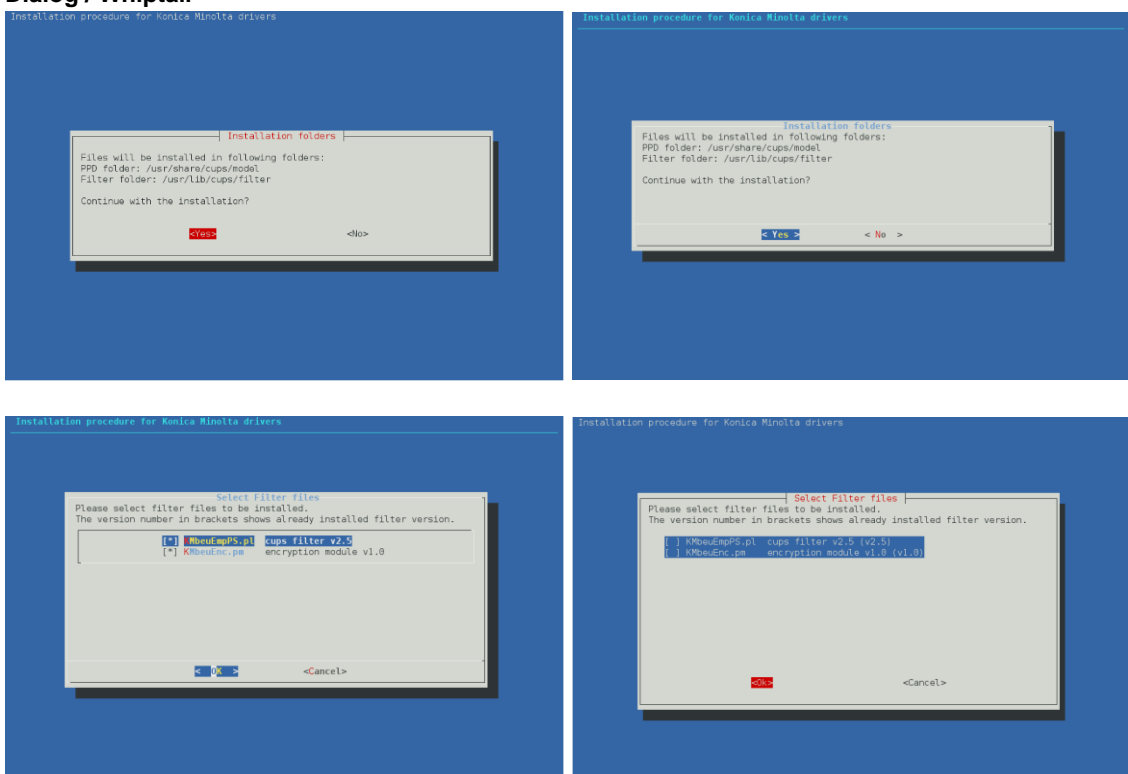 Dialog / Whiptail
Installation procedure for Konica Minolta drivers
Installation folders
Files will be installed in following folders:
PPD folder: /usr/share/cups/model
Filter folder: /usr/lib/cups/filter
Continue with the installation?
<Yes> <No>
Installation procedure for Konica Minolta drivers
Installation folders
Files will be installed in following folders:
PPD folder: /usr/share/cups/model
Filter folder: /usr/lib/cups/filter
Continue with the installation?
< Yes > < No >
Installation procedure for Konica Minolta drivers
Select Filter files
Please select filter files to be installed.
The version number in brackets shows already installed filter version.
[*] KMbeuEmpPS.pl cups filter v2.5
[*] KMbeuEnc.pm encryption module v1.0
< OK > <Cancel>
Installation procedure for Konica Minolta drivers
Select Filter files
Please select filter files to be installed.
The version number in brackets shows already installed filter version.
[ ] KMbeuEmpPS.pl cups filter v2.5 (v2.5)
[ ] KMbeuEnc.pm encryption module v1.0 (v1.0)
<Ok> <Cancel>